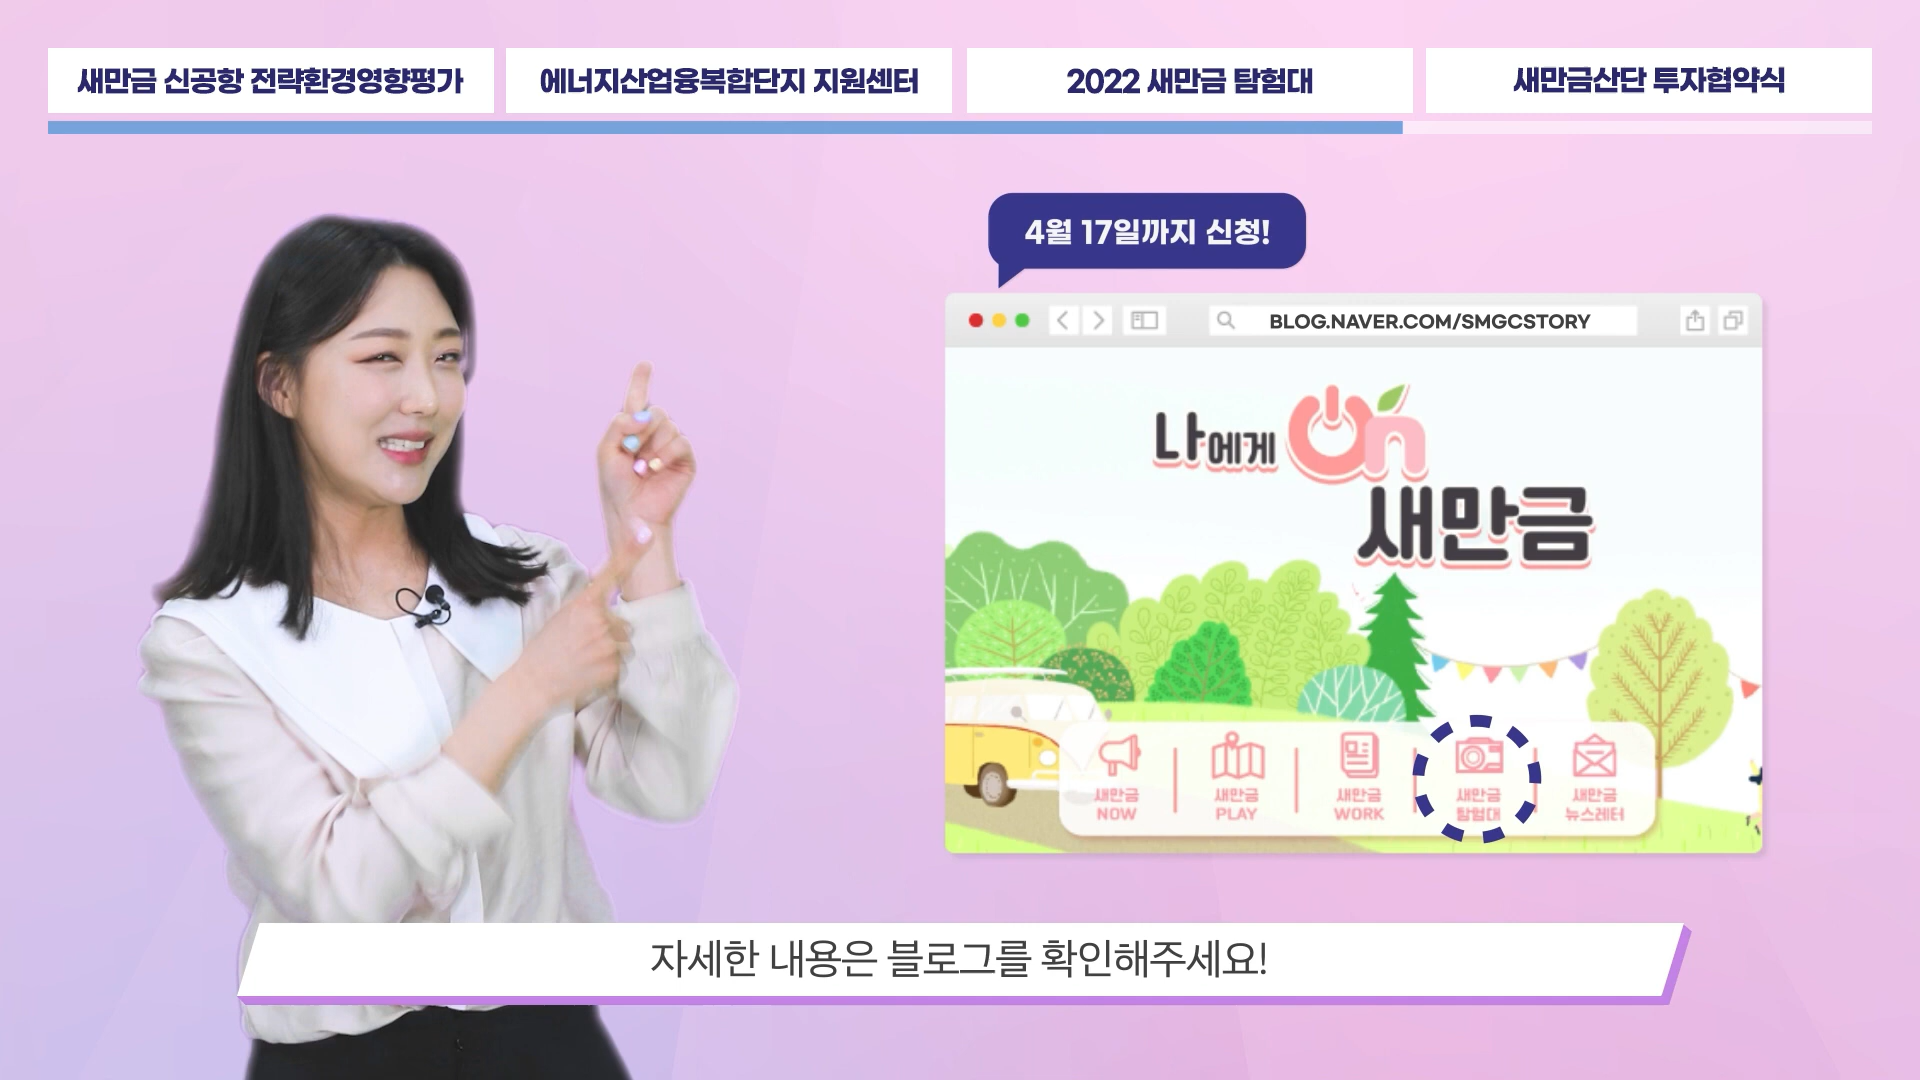 새만금 신공항 전략환경영향평가
에너지산업융복합단지 지원센터
2022 새만금 탐험대
새만금산단 투자협약식
4월 17일까지 신청!
BLOG.NAVER.COM/SMGCSTORY
나에게 On
새만금
새만금
NOW
새만금
PLAY
새만금
WORK
새만금
탐험대
새만금
뉴스레터
자세한 내용은 블로그를 확인해주세요!